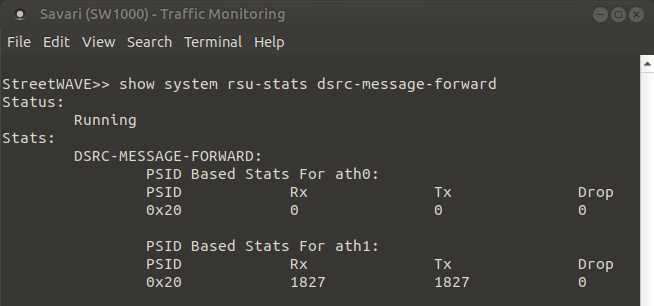 Savari (SW1000) - Traffic Monitoring
File Edit View Search Terminal Help
StreetWAVE>> show system rsu-stats dsrc-message-forward
Status:
Running
Stats:
DSRC-MESSAGE-FORWARD:
PSID Based Stats For ath0:
PSID Rx Tx Drop
0x20 0 0 0
PSID Based Stats For ath1:
PSID Rx Tx Drop
0x20 1827 1827 0